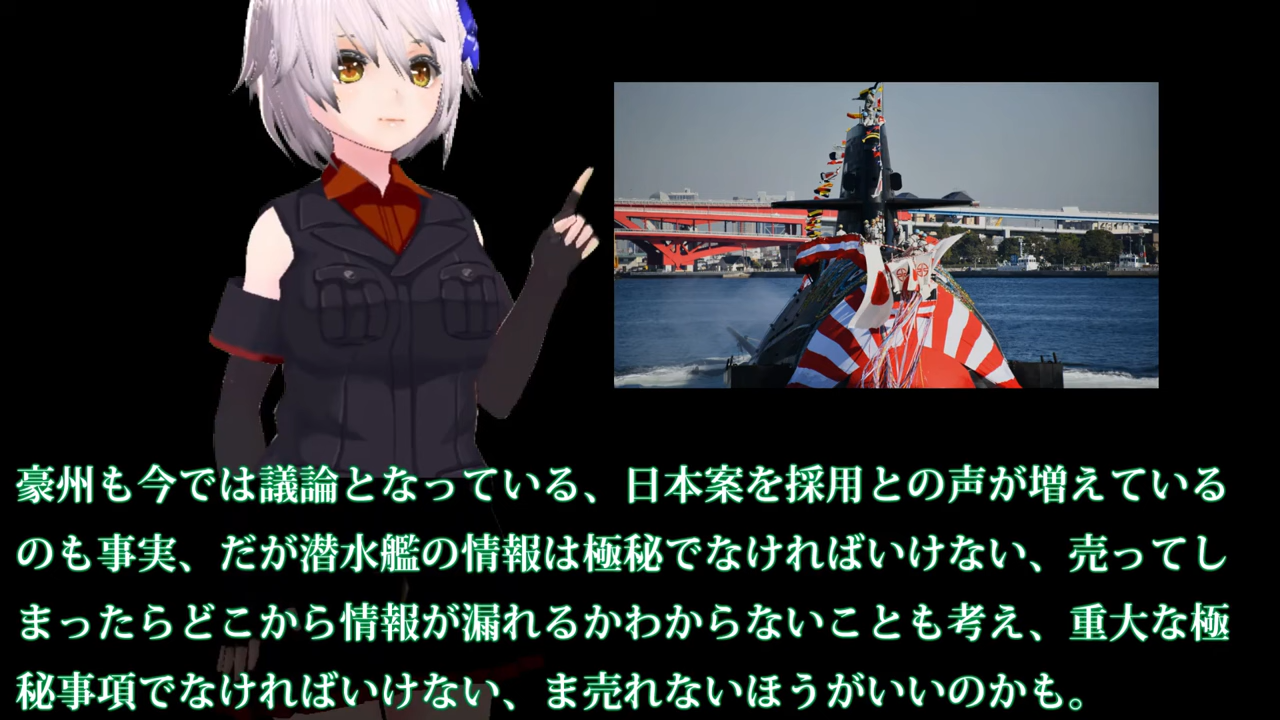 豪州も今では議論となっている、日本案を採用との声が増えている
のも事実、だが潜水艦の情報は極秘でなければいけない、売ってし
まったらどこから情報が漏れるかわからないことも考え、重大な極
秘事項でなければいけない、ま売れないほうがいいのかも。